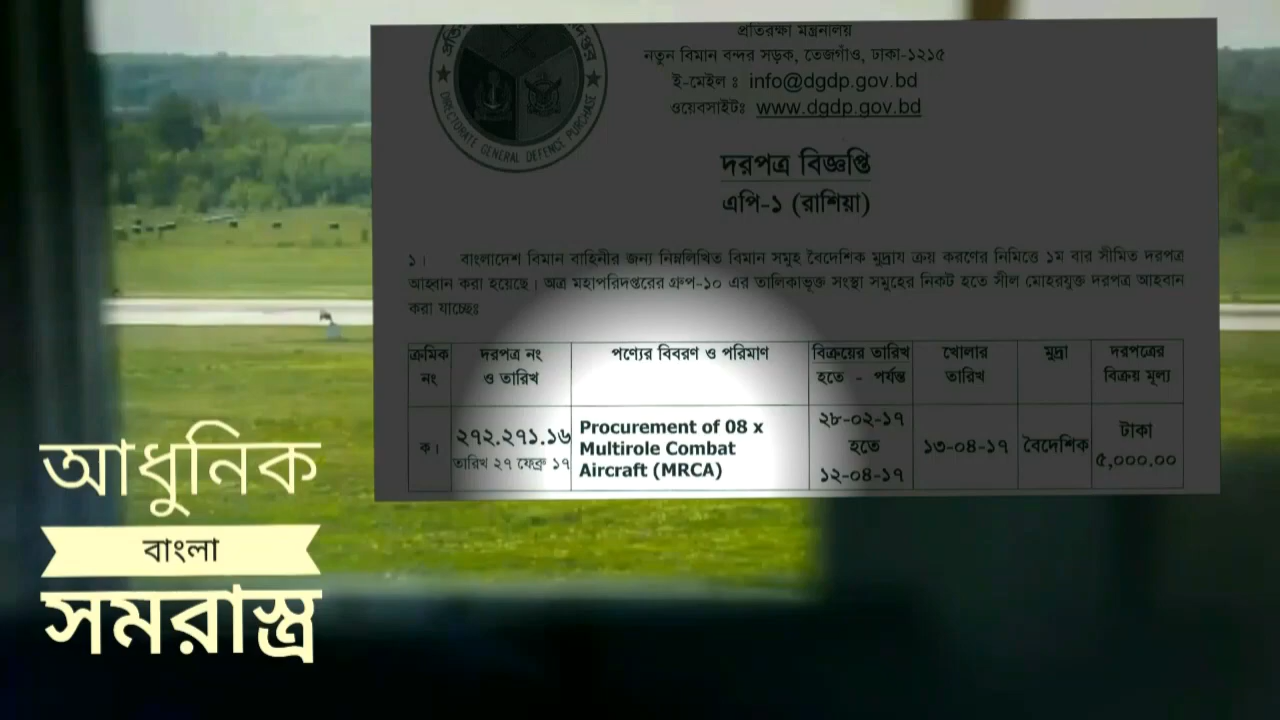 প্রতিরক্ষা মন্ত্রনালয়
নতুন বিমান বন্দর সড়ক, তেজগাঁও, ঢাকা-১২১৫
ই-মেইল ঃ info@dgdp.gov.bd
ওয়েবসাইটঃ www.dgdp.gov.bd
DIRECTORATE GENERAL DEFENCE PURCHASE
দরপত্র বিজ্ঞপ্তি
এপি-১ (রাশিয়া)
১। বাংলাদেশ বিমান বাহিনীর জন্য নিম্নলিখিত বিমান সমূহ বৈদেশিক মুদ্রায় ক্রয় করণের নিমিত্তে ১ম বার সীমিত দরপত্র
আহ্বান করা হয়েছে। অত্র মহাপরিদপ্তরের গ্রুপ-১০ এর তালিকাভূক্ত সংস্থা সমূহের নিকট হতে সীল মোহরযুক্ত দরপত্র আহবান
করা যাচ্ছেঃ
ক্রমিক নং
দরপত্র নং ও তারিখ
পণ্যের বিবরণ ও পরিমাণ
বিক্রয়ের তারিখ হতে - পর্যন্ত
খোলার তারিখ
মুদ্রা
দরপত্রের বিক্রয় মূল্য
ক।
২৭২.২৭১.১৬
তারিখ ২৭ ফেব্রু ১৭
Procurement of 08 x
Multirole Combat
Aircraft (MRCA)
২৮-০২-১৭
হতে
১২-০৪-১৭
১৩-০৪-১৭
বৈদেশিক
টাকা
৫,০০০.০০
আধুনিক
বাংলা
সমরাস্ত্র